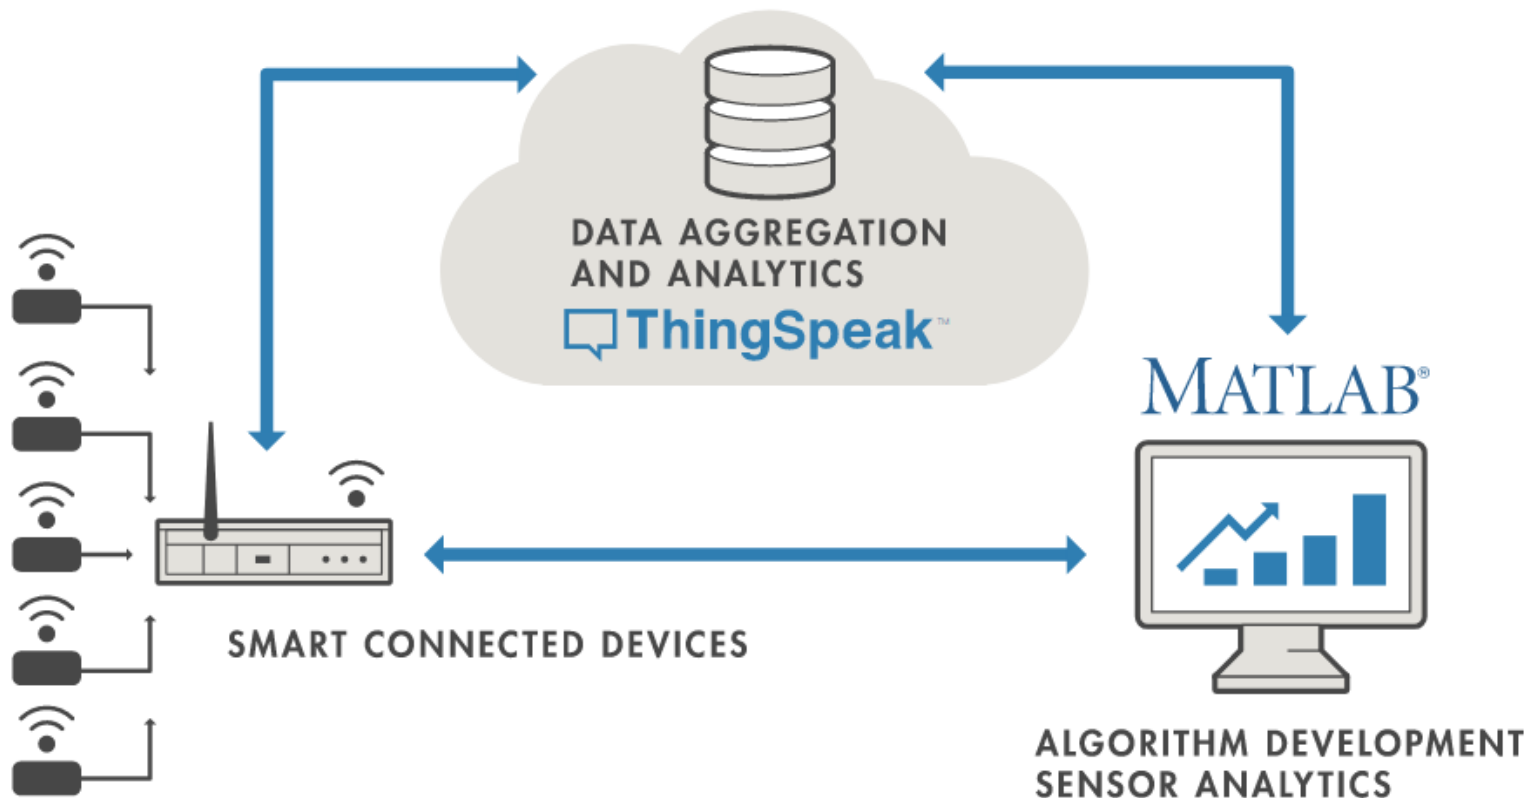 DATA AGGREGATION
AND ANALYTICS
ThingSpeak™
MATLAB®
SMART CONNECTED DEVICES
ALGORITHM DEVELOPMENT
SENSOR ANALYTICS